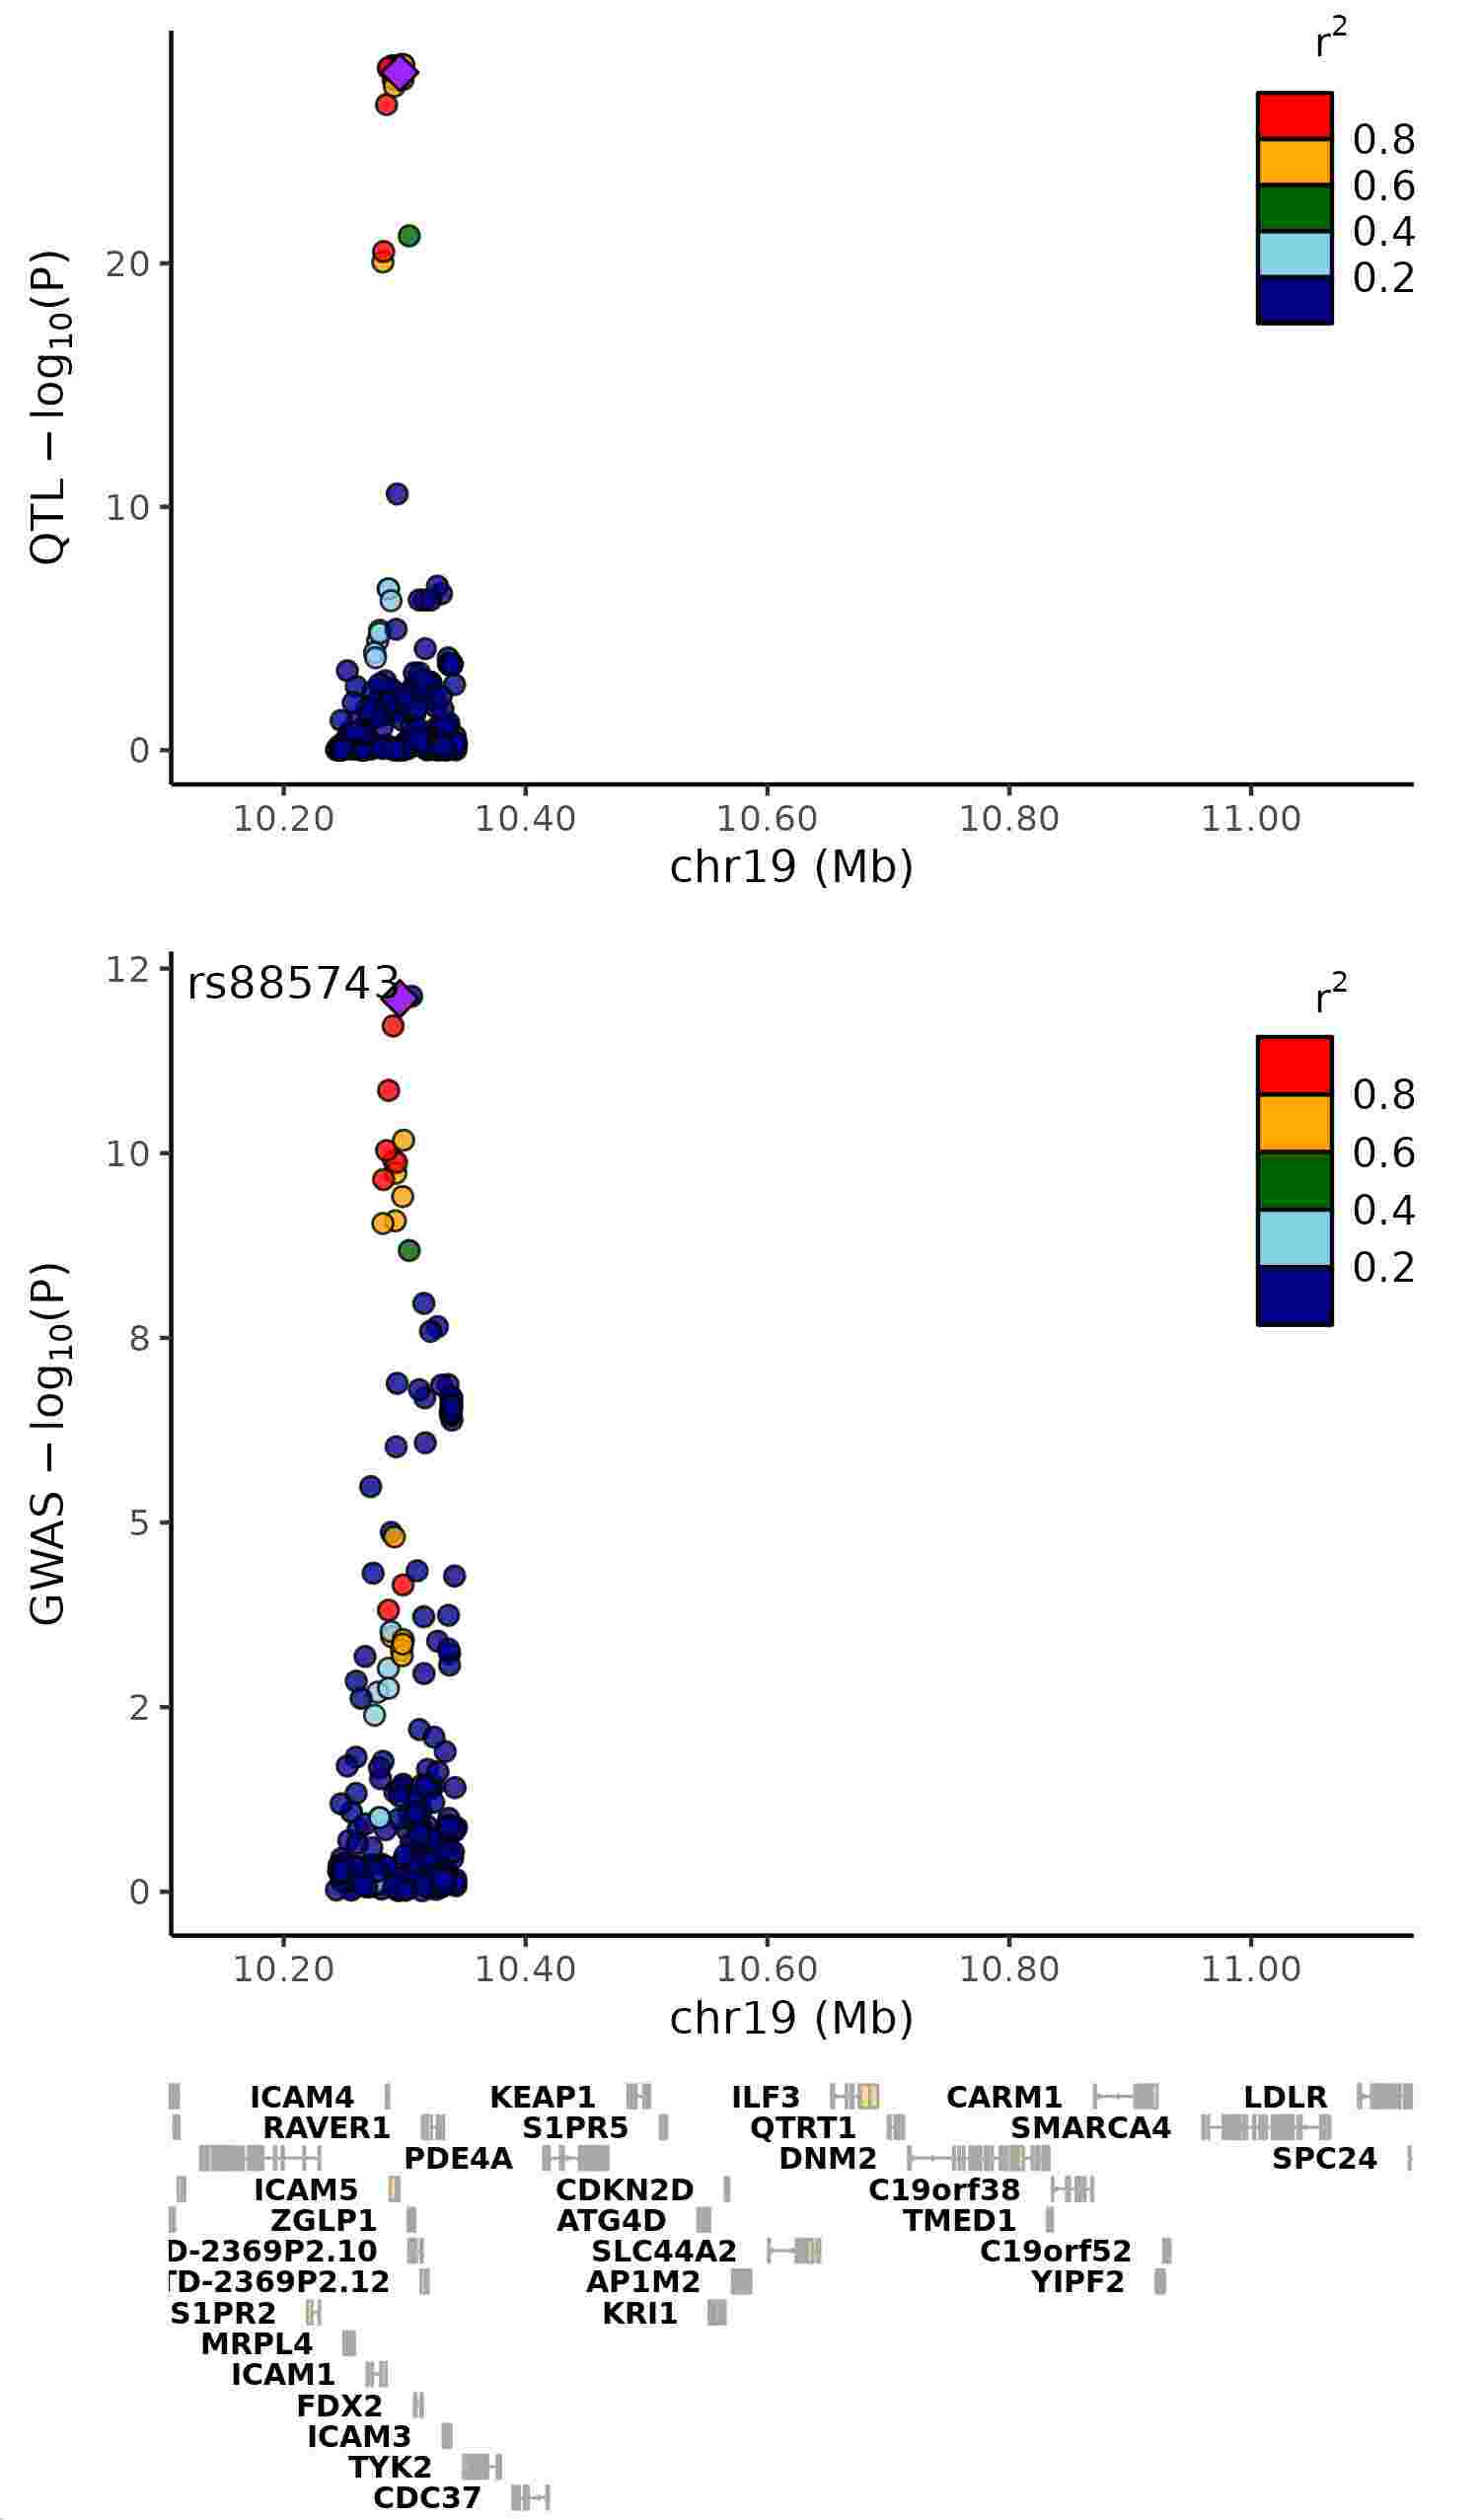 r2
0.8
0.6
0.4
0.2
20
10
0
QTL −log10(P)
10.20 10.40 10.60 10.80 11.00
chr19 (Mb)
rs885743
r2
0.8
0.6
0.4
0.2
12
10
8
5
2
0
GWAS −log10(P)
10.20 10.40 10.60 10.80 11.00
chr19 (Mb)
ICAM4 KEAP1 ILF3 CARM1 LDLR
RAVER1 S1PR5 QTRT1 SMARCA4
PDE4A DNM2 SPC24
ICAM5 CDKN2D C19orf38
ZGLP1 ATG4D TMED1
D-2369P2.10 SLC44A2 C19orf52
TD-2369P2.12 AP1M2 YIPF2
S1PR2 KRI1
MRPL4
ICAM1
FDX2
ICAM3
TYK2
CDC37